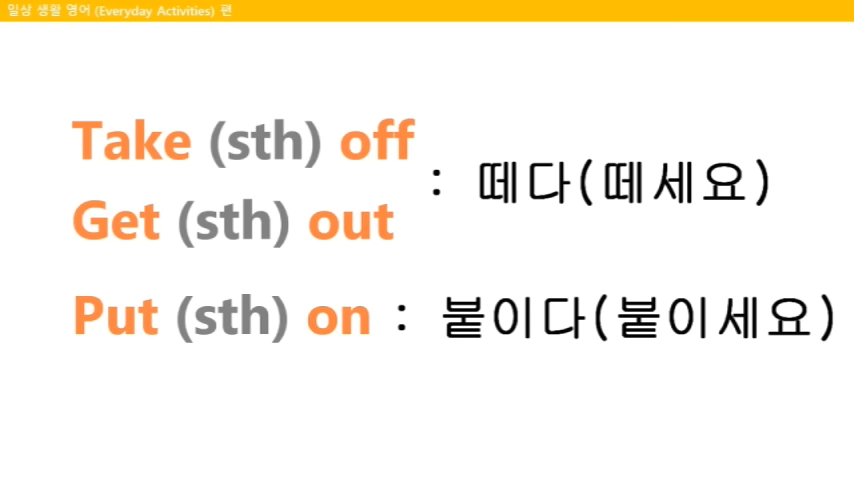 일상 생활 영어 (Everyday Activities) 편
Take (sth) off
: 떼다(떼세요)
Get (sth) out
Put (sth) on : 붙이다(붙이세요)